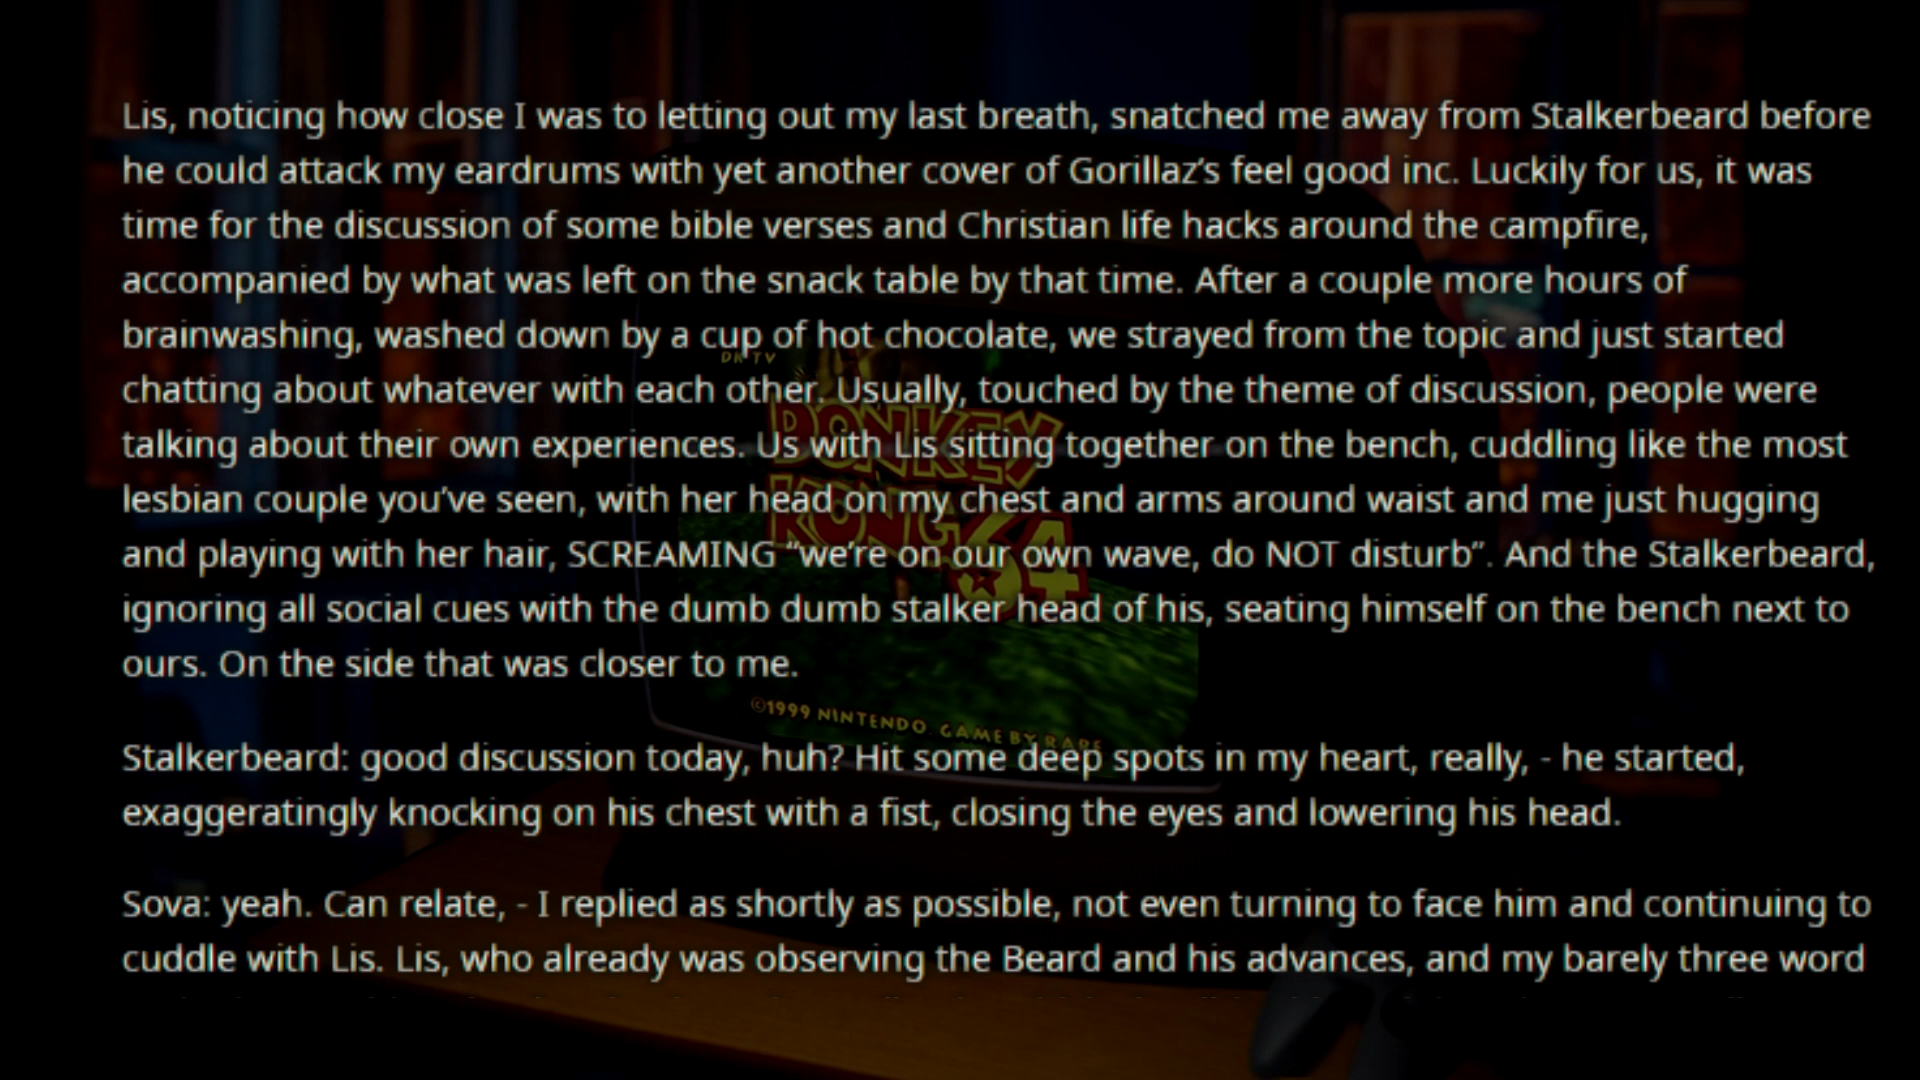 Lis, noticing how close I was to letting out my last breath, snatched me away from Stalkerbeard before
he could attack my eardrums with yet another cover of Gorillaz’s feel good inc. Luckily for us, it was
time for the discussion of some bible verses and Christian life hacks around the campfire,
accompanied by what was left on the snack table by that time. After a couple more hours of
brainwashing, washed down by a cup of hot chocolate, we strayed from the topic and just started
chatting about whatever with each other. Usually, touched by the theme of discussion, people were
talking about their own experiences. Us with Lis sitting together on the bench, cuddling like the most
lesbian couple you’ve seen, with her head on my chest and arms around waist and me just hugging
and playing with her hair, SCREAMING “we’re on our own wave, do NOT disturb”. And the Stalkerbeard,
ignoring all social cues with the dumb dumb stalker head of his, seating himself on the bench next to
ours. On the side that was closer to me.
Stalkerbeard: good discussion today, huh? Hit some deep spots in my heart, really, - he started,
exaggeratingly knocking on his chest with a fist, closing the eyes and lowering his head.
Sova: yeah. Can relate, - I replied as shortly as possible, not even turning to face him and continuing to
cuddle with Lis. Lis, who already was observing the Beard and his advances, and my barely three word
DK TV
DONKEY
KONG 64
©1999 NINTENDO. GAME BY RARE